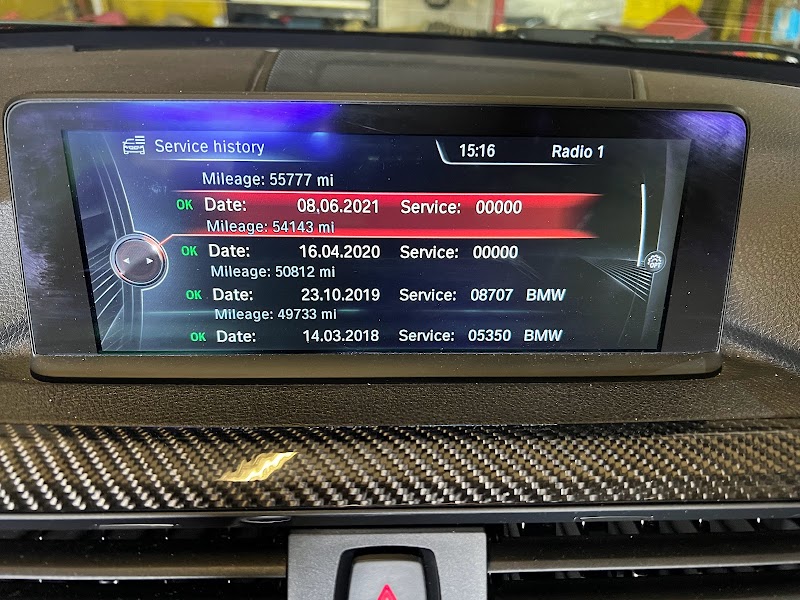 Service history 15:16 Radio 1
Mileage: 55777 mi
OK Date: 08.06.2021 Service: 00000
Mileage: 54143 mi
OK Date: 16.04.2020 Service: 00000
Mileage: 50812 mi
OK Date: 23.10.2019 Service: 08707 BMW
Mileage: 49733 mi
OK Date: 14.03.2018 Service: 05350 BMW
OFF